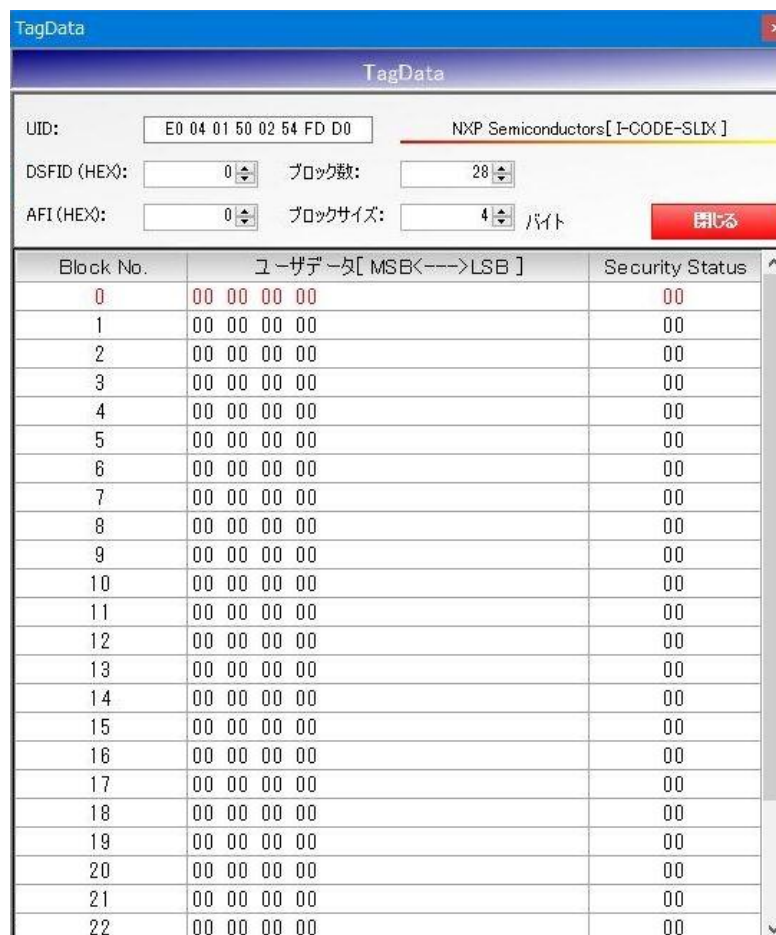 TagData
TagData
UID: E0 04 01 50 02 54 FD D0 NXP Semiconductors[ I-CODE-SLIX ]
DSFID (HEX): 0 ブロック数: 28
AFI(HEX): 0 ブロックサイズ: 4 バイト 閉じる
Block No. ユーザデータ[ MSB<--->LSB ] Security Status
0 00 00 00 00 00
1 00 00 00 00 00
2 00 00 00 00 00
3 00 00 00 00 00
4 00 00 00 00 00
5 00 00 00 00 00
6 00 00 00 00 00
7 00 00 00 00 00
8 00 00 00 00 00
9 00 00 00 00 00
10 00 00 00 00 00
11 00 00 00 00 00
12 00 00 00 00 00
13 00 00 00 00 00
14 00 00 00 00 00
15 00 00 00 00 00
16 00 00 00 00 00
17 00 00 00 00 00
18 00 00 00 00 00
19 00 00 00 00 00
20 00 00 00 00 00
21 00 00 00 00 00
22 00 00 00 00 00